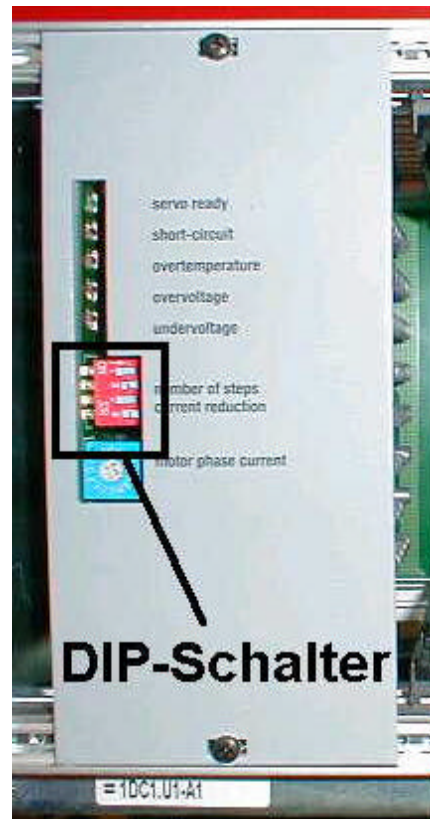 servo ready
short-circuit
overtemperature
overvoltage
undervoltage
number of steps
current reduction
motor phase current
DIP-Schalter
=1DC1.U1-A1